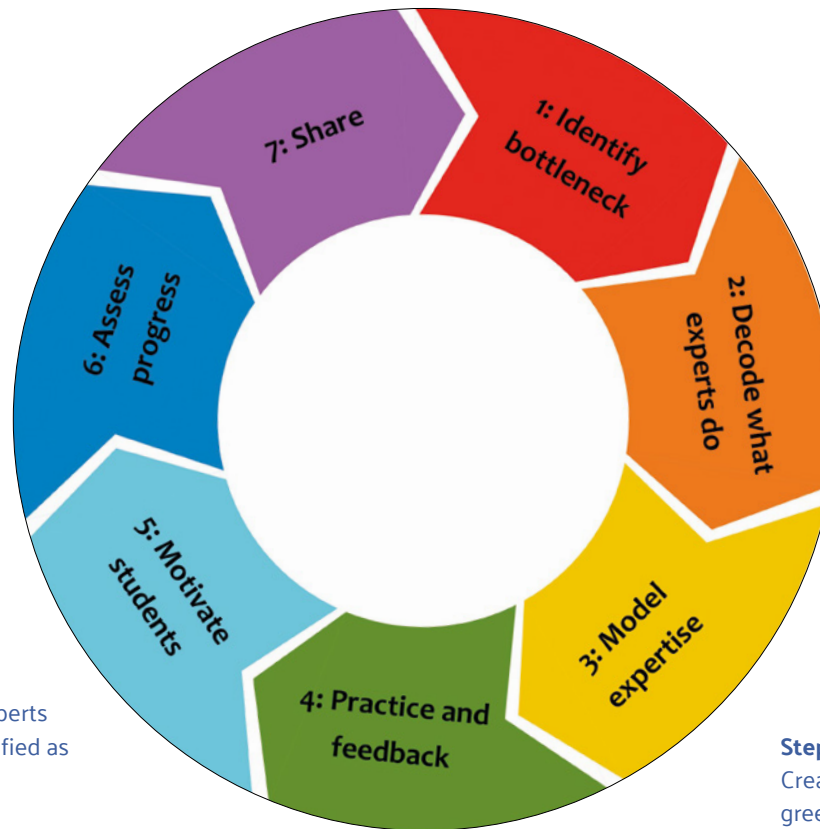 1: Identify
bottleneck
2: Decode what
experts do
3: Model
expertise
4: Practice and
feedback
5: Motivate
students
6: Assess
progress
7: Share
as